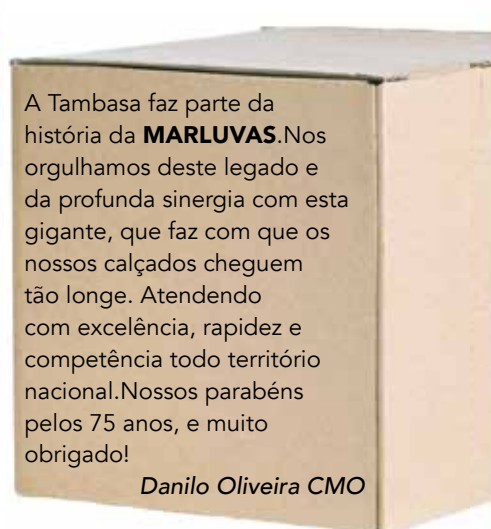 A Tambasa faz parte da
história da MARLUVAS.Nos
orgulhamos deste legado e
da profunda sinergia com esta
gigante, que faz com que os
nossos calçados cheguem
tão longe. Atendendo
com excelência, rapidez e
competência todo território
nacional.Nossos parabéns
pelos 75 anos, e muito
obrigado!
Danilo Oliveira CMO